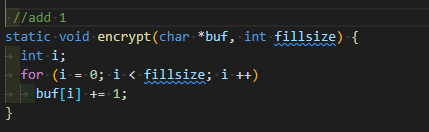 //add 1
static void encrypt(char *buf, int fillsize) {
int i;
for (i = 0; i < fillsize; i ++)
buf[i] += 1;
}